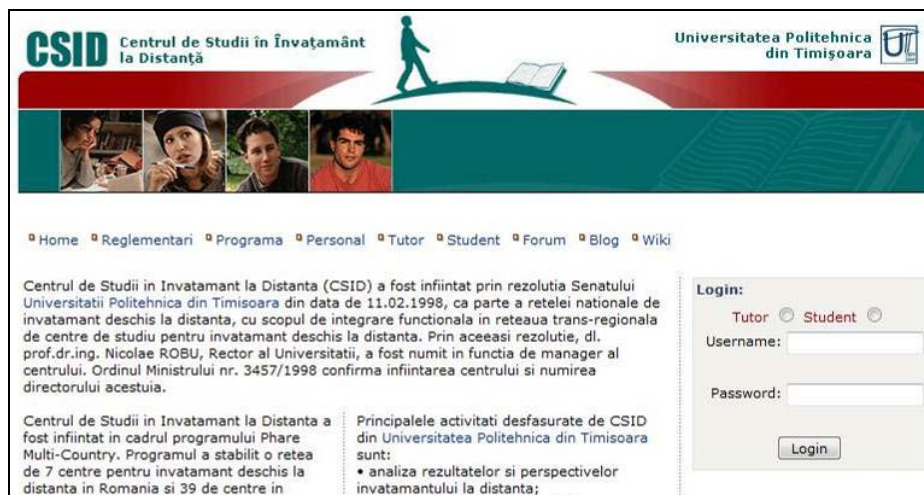 CSID
Centrul de Studii în Învaţamânt
la Distanţă
Universitatea Politehnica
din Timişoara
Home Reglementari Programa Personal Tutor Student Forum Blog Wiki
Centrul de Studii in Invatamant la Distanta (CSID) a fost infiintat prin rezolutia Senatului
Universitatii Politehnica din Timisoara din data de 11.02.1998, ca parte a retelei nationale de
invatamant deschis la distanta, cu scopul de integrare functionala in reteaua trans-regionala
de centre de studiu pentru invatamant deschis la distanta. Prin aceeasi rezolutie, dl.
prof.dr.ing. Nicolae ROBU, Rector al Universitatii, a fost numit in functia de manager al
centrului. Ordinul Ministrului nr. 3457/1998 confirma infiintarea centrului si numirea
directorului acestuia.
Centrul de Studii in Invatamant la Distanta a
fost infiintat in cadrul programului Phare
Multi-Country. Programul a stabilit o retea
de 7 centre pentru invatamant deschis la
distanta in Romania si 39 de centre in
Principalele activitati desfasurate de CSID
din Universitatea Politehnica din Timisoara
sunt:
• analiza rezultatelor si perspectivelor
invatamantului la distanta;
Login:
Tutor Student
Username:
Password:
Login